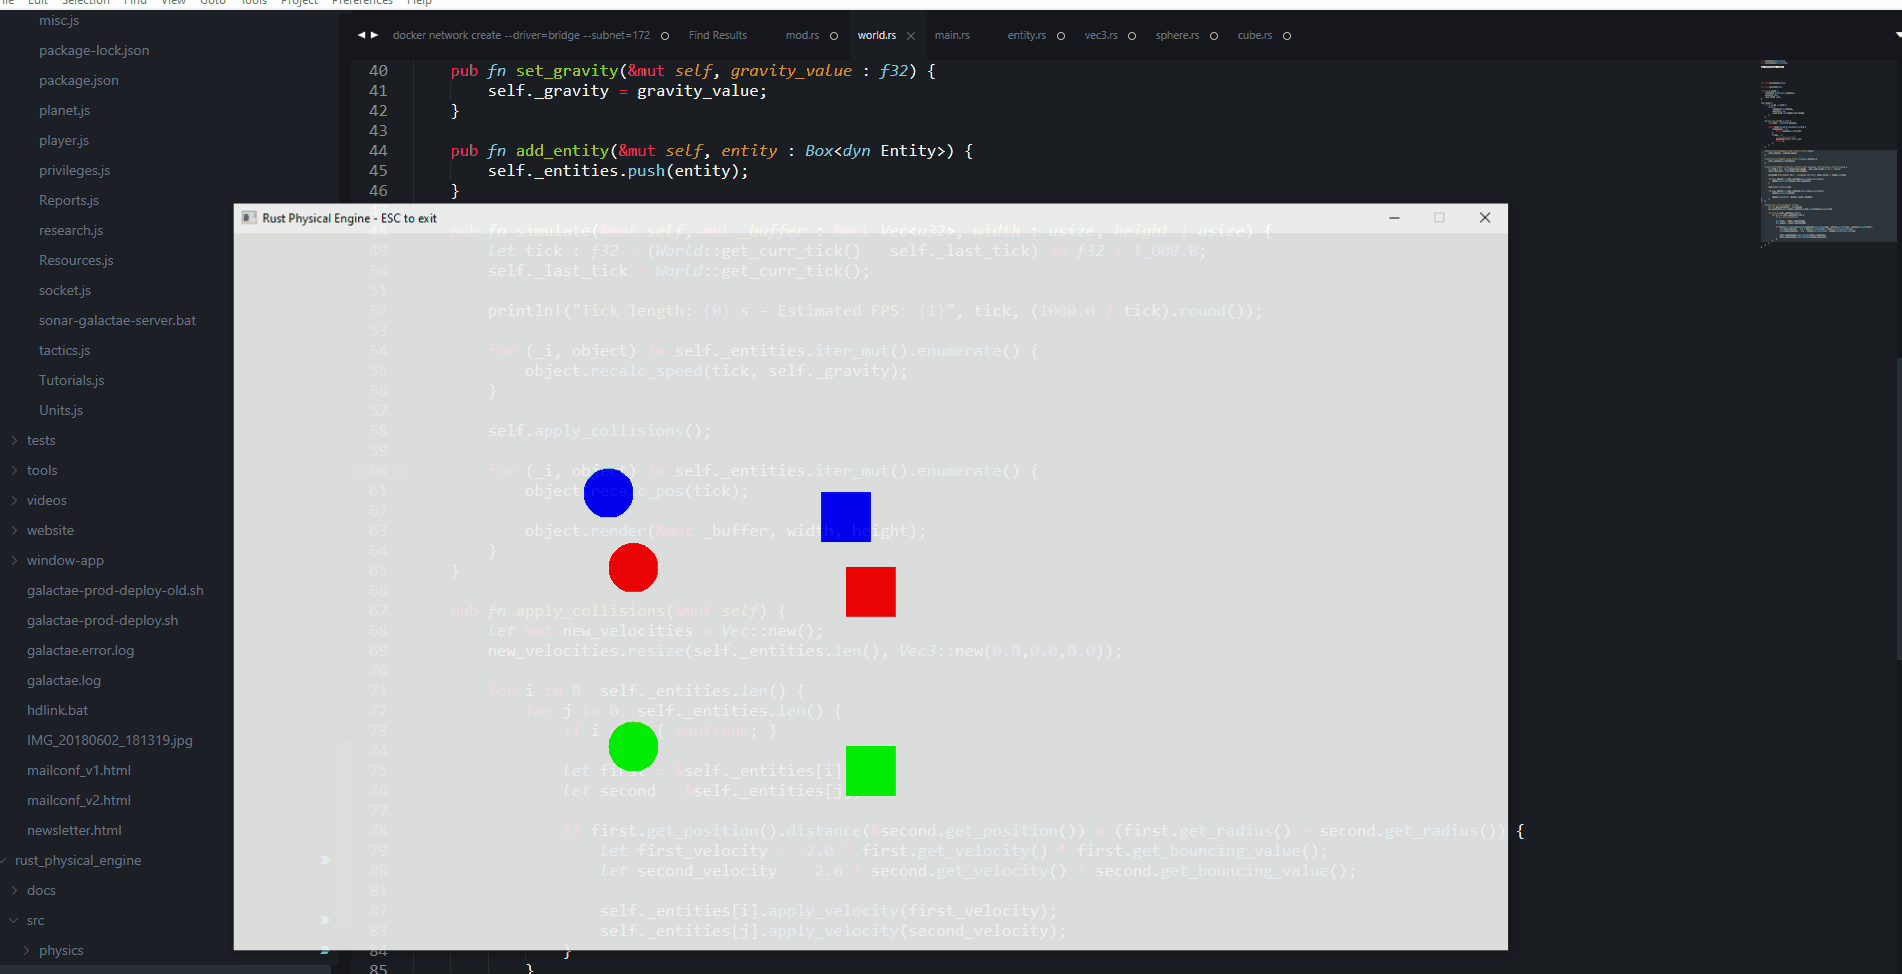 File Edit Selection Find View Goto Tools Project Preferences Help
misc.js
package-lock.json
package.json
planet.js
player.js
privileges.js
Reports.js
research.js
Resources.js
socket.js
sonar-galactae-server.bat
tactics.js
Tutorials.js
Units.js
tests
tools
videos
website
window-app
galactae-prod-deploy-old.sh
galactae-prod-deploy.sh
galactae.error.log
galactae.log
hdlink.bat
IMG_20180602_181319.jpg
mailconf_v1.html
mailconf_v2.html
newsletter.html
rust_physical_engine
docs
src
physics
docker network create --driver=bridge --subnet=172 Find Results mod.rs world.rs main.rs entity.rs vec3.rs sphere.rs cube.rs
40 pub fn set_gravity(&mut self, gravity_value : f32) {
41 self._gravity = gravity_value;
42 }
43
44 pub fn add_entity(&mut self, entity : Box<dyn Entity>) {
45 self._entities.push(entity);
46 }
Rust Physical Engine - ESC to exit
48 pub fn simulate(&mut self, mut _buffer : &mut Vec<u32>, width : usize, height : usize) {
49 let tick : f32 = (World::get_curr_tick() - self._last_tick) as f32 / 1_000.0;
50 self._last_tick = World::get_curr_tick();
51
52 println!("Tick length: {0} s - Estimated FPS: {1}", tick, (1000.0 / tick).round());
53
54 for (_i, object) in self._entities.iter_mut().enumerate() {
55 object.recalc_speed(tick, self._gravity);
56 }
57
58 self.apply_collisions();
59
60 for (_i, object) in self._entities.iter_mut().enumerate() {
61 object.recalc_pos(tick);
62
63 object.render(&mut _buffer, width, height);
64 }
65 }
66
67 pub fn apply_collisions(&mut self) {
68 let mut new_velocities = Vec::new();
69 new_velocities.resize(self._entities.len(), Vec3::new(0.0,0.0,0.0));
70
71 for i in 0..self._entities.len() {
72 for j in 0..self._entities.len() {
73 if i { continue; }
74
75 let first = &self._entities[i]
76 let second = &self._entities[j];
77
78 if first.get_position().distance(&second.get_position()) < (first.get_radius() + second.get_radius()) {
79 let first_velocity = -2.0 * first.get_velocity() * first.get_bouncing_value();
80 let second_velocity = -2.0 * second.get_velocity() * second.get_bouncing_value();
81
82 self._entities[i].apply_velocity(first_velocity);
83 self._entities[j].apply_velocity(second_velocity);
84 }
85 }